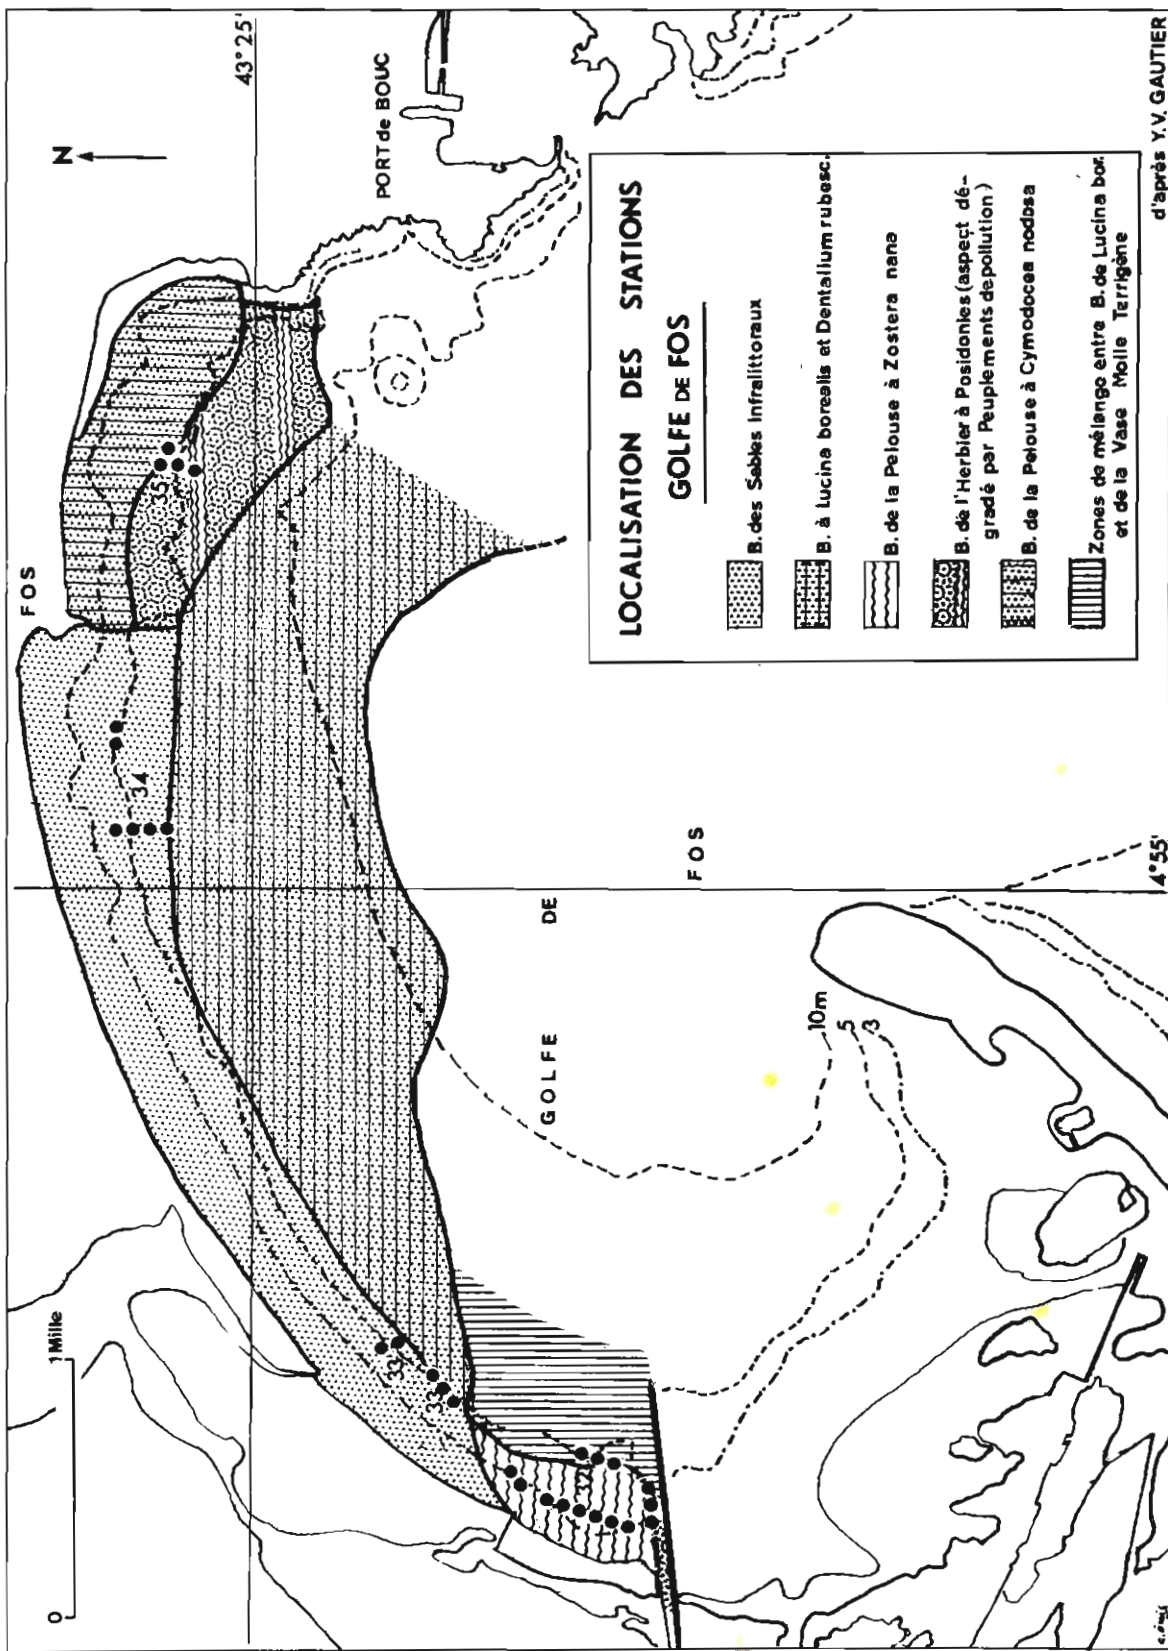 LOCALISATION DES STATIONS
GOLFE DE FOS
B. des Sables Infralittoraux
B. à Lucina borealis et Dentalium rubesc.
B. de la Pelouse à Zostera nana
B. de l'Herbier à Posidonies (aspect dé-
gradé par Peuplements de pollution)
B. de la Pelouse à Cymodocea nodosa
Zones de mélange entre B. de Lucina bor.
et de la Vase Molle Terrigène
d'après Y.V. GAUTIER
N
43° 25'
PORT de BOUC
FOS
35
34
33
33
32
0
1 Mille
GOLFE DE FOS
10m
5
3
4°55'